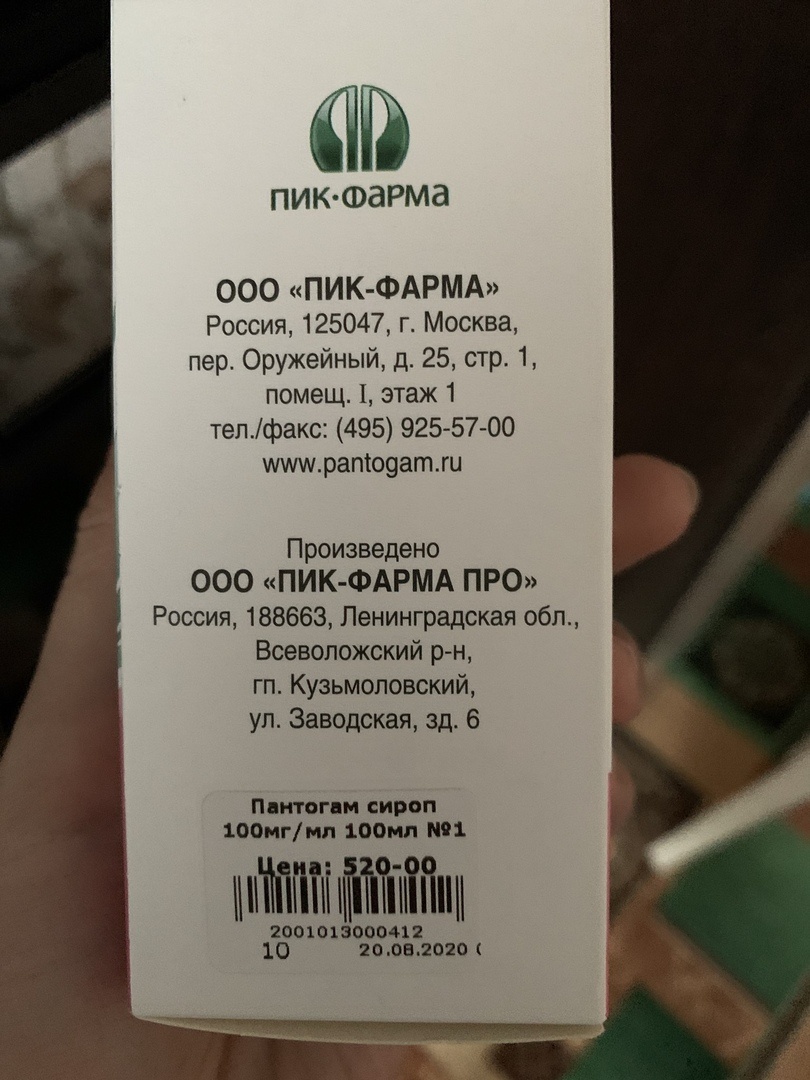 ПИК·ФАРМА
ООО «ПИК-ФАРМА»
Россия, 125047, г. Москва,
пер. Оружейный, д. 25, стр. 1,
помещ. I, этаж 1
тел./факс: (495) 925-57-00
www.pantogam.ru
Произведено
ООО «ПИК-ФАРМА ПРО»
Россия, 188663, Ленинградская обл.,
Всеволожский р-н,
гп. Кузьмоловский,
ул. Заводская, зд. 6
Пантогам сироп
100мг/мл 100мл №1
Цена: 520-00
2001013000412
10 20.08.2020 (